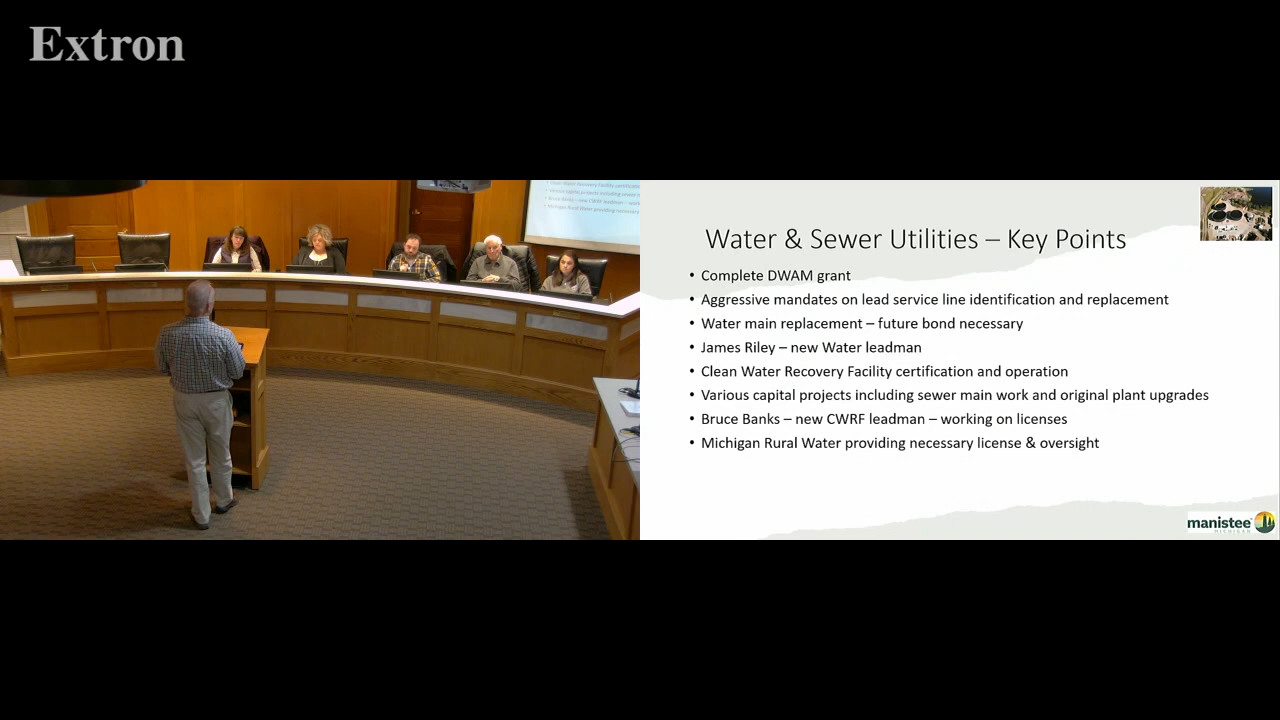 Extron
Water & Sewer Utilities – Key Points
• Complete DWAM grant
• Aggressive mandates on lead service line identification and replacement
• Water main replacement – future bond necessary
• James Riley – new Water leadman
• Clean Water Recovery Facility certification and operation
• Various capital projects including sewer main work and original plant upgrades
• Bruce Banks – new CWRF leadman – working on licenses
• Michigan Rural Water providing necessary license & oversight
manistee
MICHIGAN